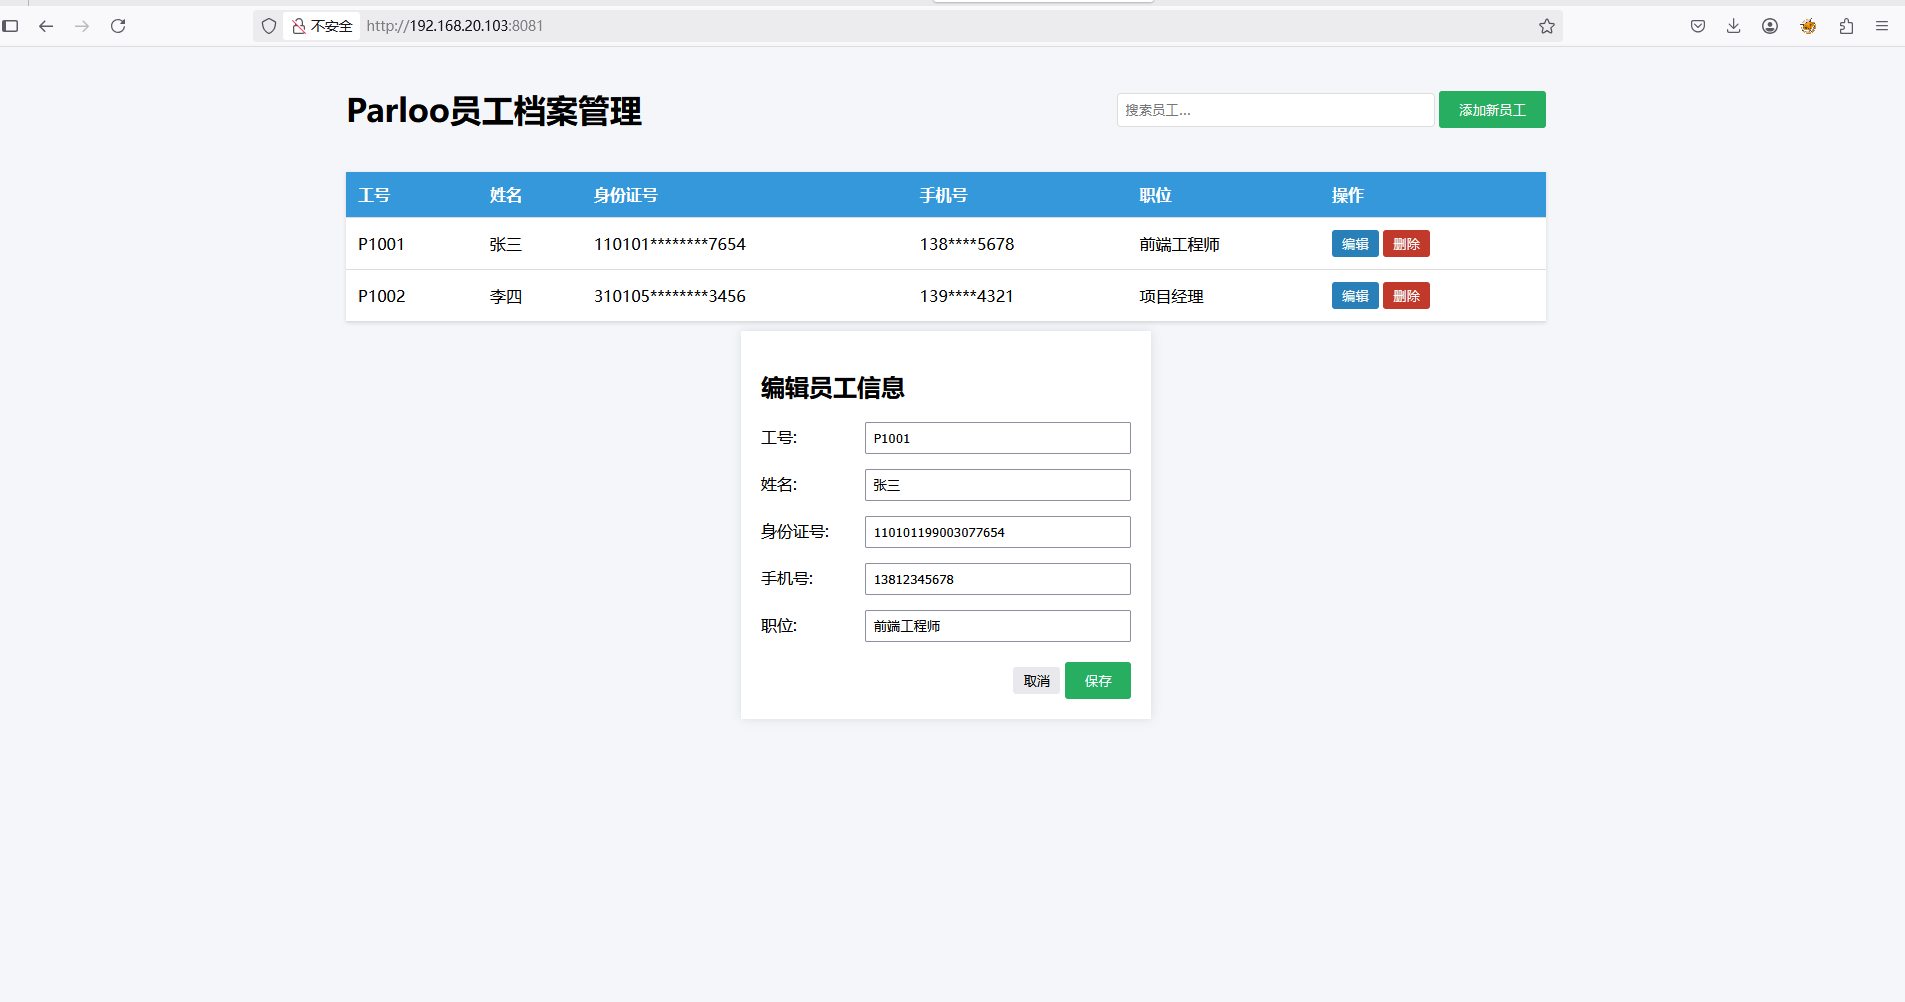 不安全 http://192.168.20.103:8081
Parloo员工档案管理
搜索员工... 添加新员工
工号 姓名 身份证号 手机号 职位 操作
P1001 张三 110101********7654 138****5678 前端工程师 编辑 删除
P1002 李四 310105********3456 139****4321 项目经理 编辑 删除
编辑员工信息
工号: P1001
姓名: 张三
身份证号: 110101199003077654
手机号: 13812345678
职位: 前端工程师
取消 保存